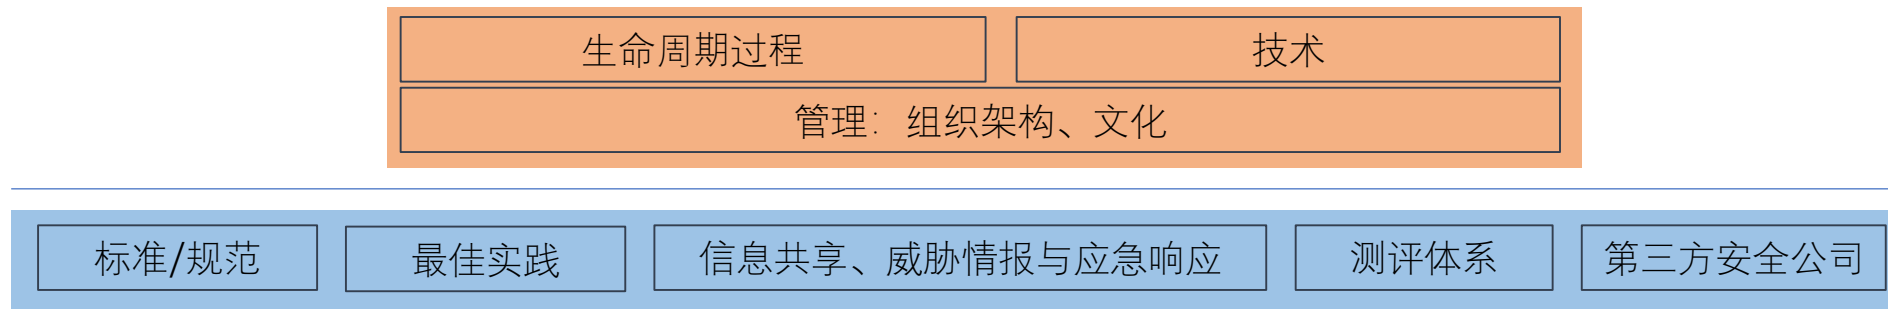 生命周期过程
技术
管理：组织架构、文化
标准/规范
最佳实践
信息共享、威胁情报与应急响应
测评体系
第三方安全公司